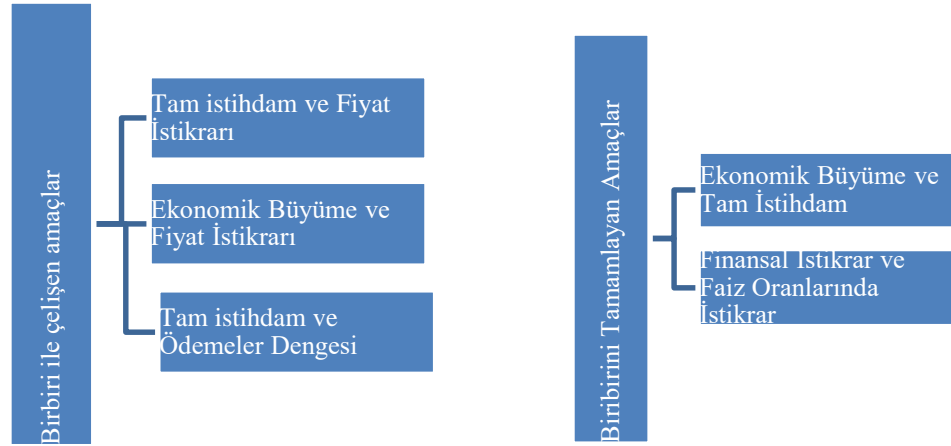 Birbiri ile çelişen amaçlar
Tam istihdam ve Fiyat
İstikrarı
Ekonomik Büyüme ve
Fiyat İstikrarı
Tam istihdam ve
Ödemeler Dengesi
Biribirini Tamamlayan Amaçlar
Ekonomik Büyüme ve
Tam İstihdam
Finansal İstikrar ve
Faiz Oranlarında
İstikrar